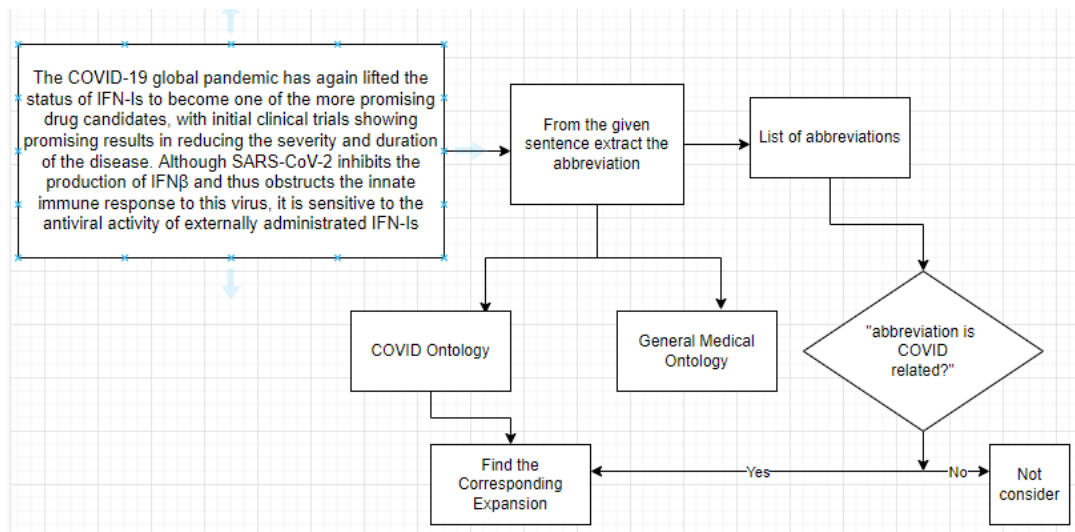 The COVID-19 global pandemic has again lifted the
status of IFN-Is to become one of the more promising
drug candidates, with initial clinical trials showing
promising results in reducing the severity and duration
of the disease. Although SARS-CoV-2 inhibits the
production of IFNβ and thus obstructs the innate
immune response to this virus, it is sensitive to the
antiviral activity of externally administrated IFN-Is
From the given
sentence extract the
abbreviation
List of abbreviations
COVID Ontology
General Medical
Ontology
"abbreviation is
COVID
related?"
Find the
Corresponding
Expansion
Yes
No
Not
consider